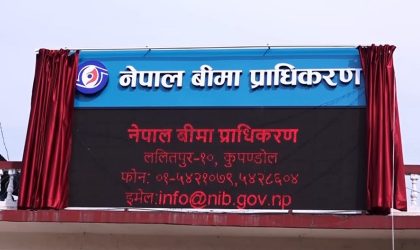 नेपाल बीमा प्राधिकरण
नेपाल बीमा प्राधिकरण
ललितपुर-१०, कुपण्डोल
फोन: ०१-५४२१०७९,५४२८६०४
इमेल:info@nib.gov.np